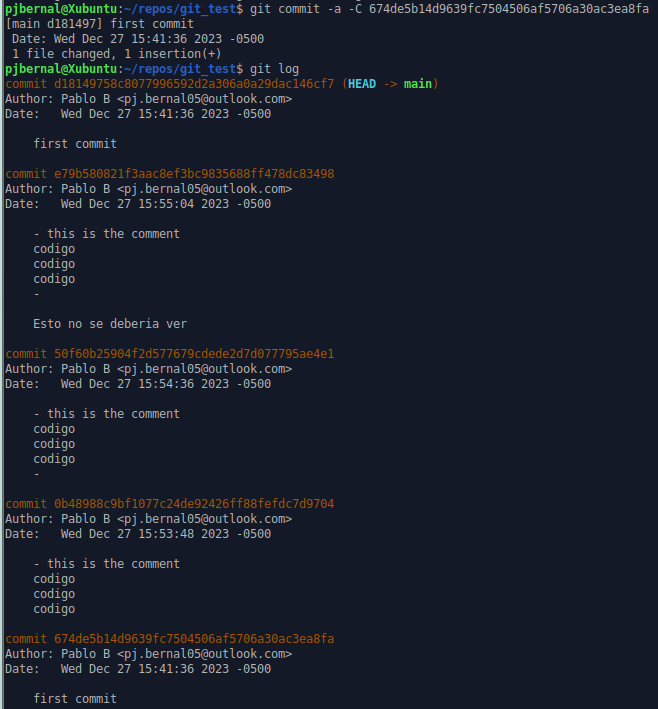 pjbernal@Xubuntu:~/repos/git_test$ git commit -a -C 674de5b14d9639fc7504506af5706a30ac3ea8fa
[main d181497] first commit
 Date: Wed Dec 27 15:41:36 2023 -0500
 1 file changed, 1 insertion(+)
pjbernal@Xubuntu:~/repos/git_test$ git log
commit d18149758c8077996592d2a306a0a29dac146cf7 (HEAD -> main)
Author: Pablo B <pj.bernal05@outlook.com>
Date:   Wed Dec 27 15:41:36 2023 -0500

    first commit

commit e79b580821f3aac8ef3bc9835688ff478dc83498
Author: Pablo B <pj.bernal05@outlook.com>
Date:   Wed Dec 27 15:55:04 2023 -0500

    - this is the comment
    codigo
    codigo
    codigo
    -

    Esto no se deberia ver

commit 50f60b25904f2d577679cdede2d7d077795ae4e1
Author: Pablo B <pj.bernal05@outlook.com>
Date:   Wed Dec 27 15:54:36 2023 -0500

    - this is the comment
    codigo
    codigo
    codigo
    -

commit 0b48988c9bf1077c24de92426ff88fefdc7d9704
Author: Pablo B <pj.bernal05@outlook.com>
Date:   Wed Dec 27 15:53:48 2023 -0500

    - this is the comment
    codigo
    codigo
    codigo

commit 674de5b14d9639fc7504506af5706a30ac3ea8fa
Author: Pablo B <pj.bernal05@outlook.com>
Date:   Wed Dec 27 15:41:36 2023 -0500

    first commit